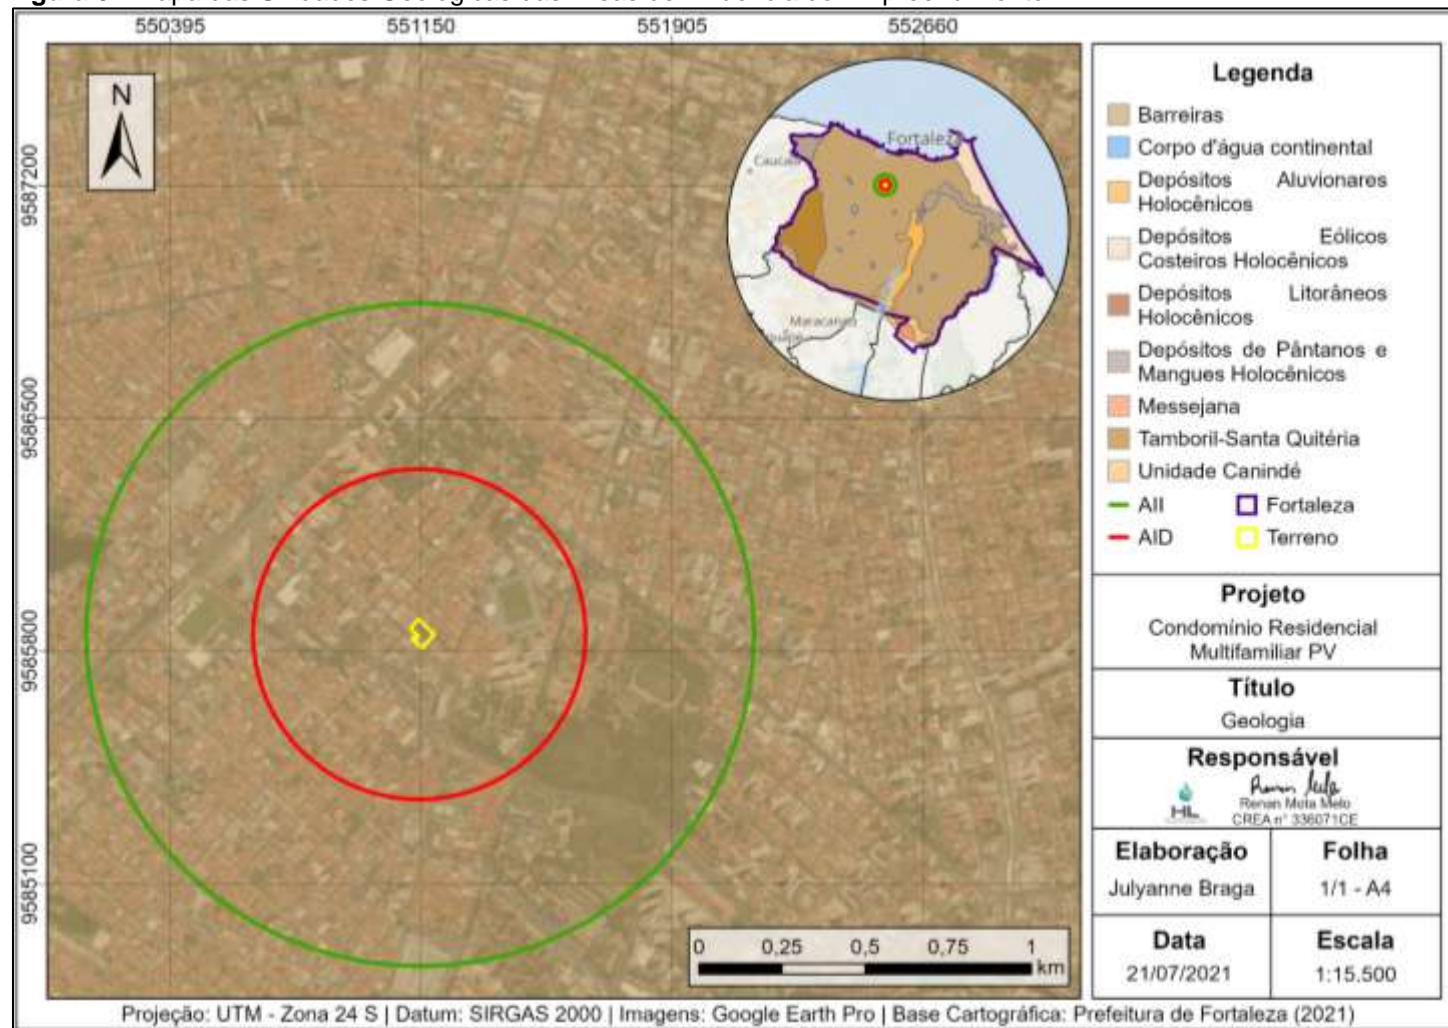 550395 551150 551905 552660
9587200
9586500
9585800
9585100
N
Fortaleza
Caucaia
Maracanaú
0 0,25 0,5 0,75 1
km
Legenda
Barreiras
Corpo d'água continental
Depósitos Aluvionares
Holocênicos
Depósitos Eólicos
Costeiros Holocênicos
Depósitos Litorâneos
Holocênicos
Depósitos de Pântanos e
Mangues Holocênicos
Messejana
Tamboril-Santa Quitéria
Unidade Canindé
AII Fortaleza
AID Terreno
Projeto
Condomínio Residencial
Multifamiliar PV
Título
Geologia
Responsável
HL
Renan Mota Melo
CREA n° 336071CE
Elaboração
Julyanne Braga
Folha
1/1 - A4
Data
21/07/2021
Escala
1:15.500
Projeção: UTM - Zona 24 S | Datum: SIRGAS 2000 | Imagens: Google Earth Pro | Base Cartográfica: Prefeitura de Fortaleza (2021)